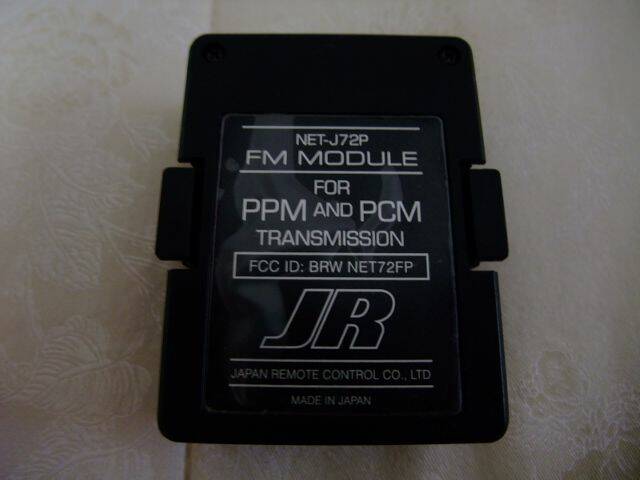 NET-J72P
FM MODULE
FOR
PPM AND PCM
TRANSMISSION
FCC ID: BRW NET72FP
JR
JAPAN REMOTE CONTROL CO., LTD
MADE IN JAPAN